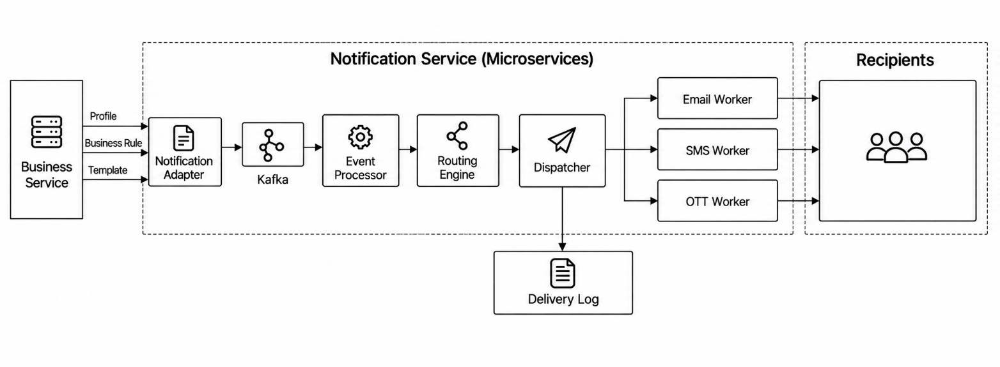 Notification Service (Microservices)
Recipients
Business
Service
Profile
Business Rule
Template
Notification
Adapter
Kafka
Event
Processor
Routing
Engine
Dispatcher
Email Worker
SMS Worker
OTT Worker
Delivery Log